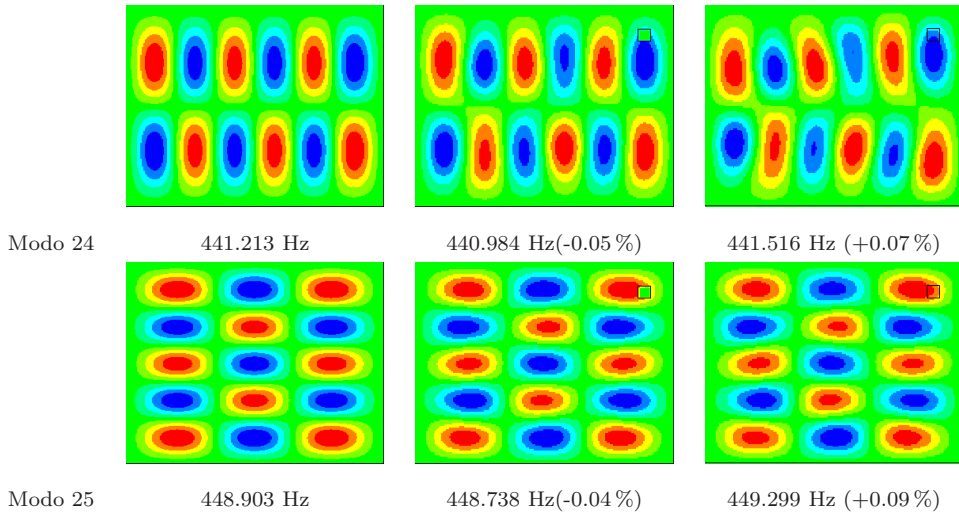 Modo 24 441.213 Hz 440.984 Hz(-0.05 %) 441.516 Hz (+0.07 %)
Modo 25 448.903 Hz 448.738 Hz(-0.04 %) 449.299 Hz (+0.09 %)